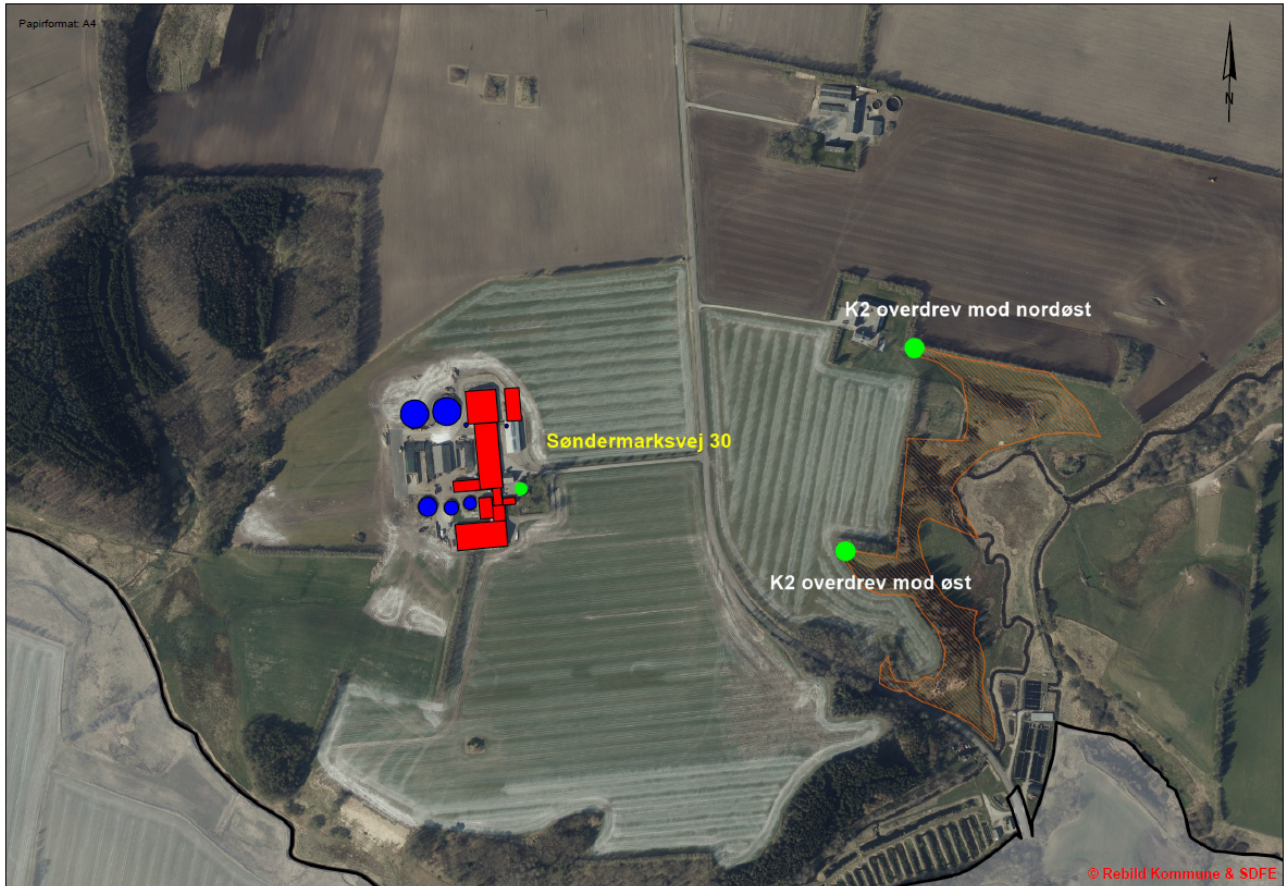 Papirformat: A4
N
K2 overdrev mod nordøst
Søndermarksvej 30
K2 overdrev mod øst
© Rebild Kommune & SDFE